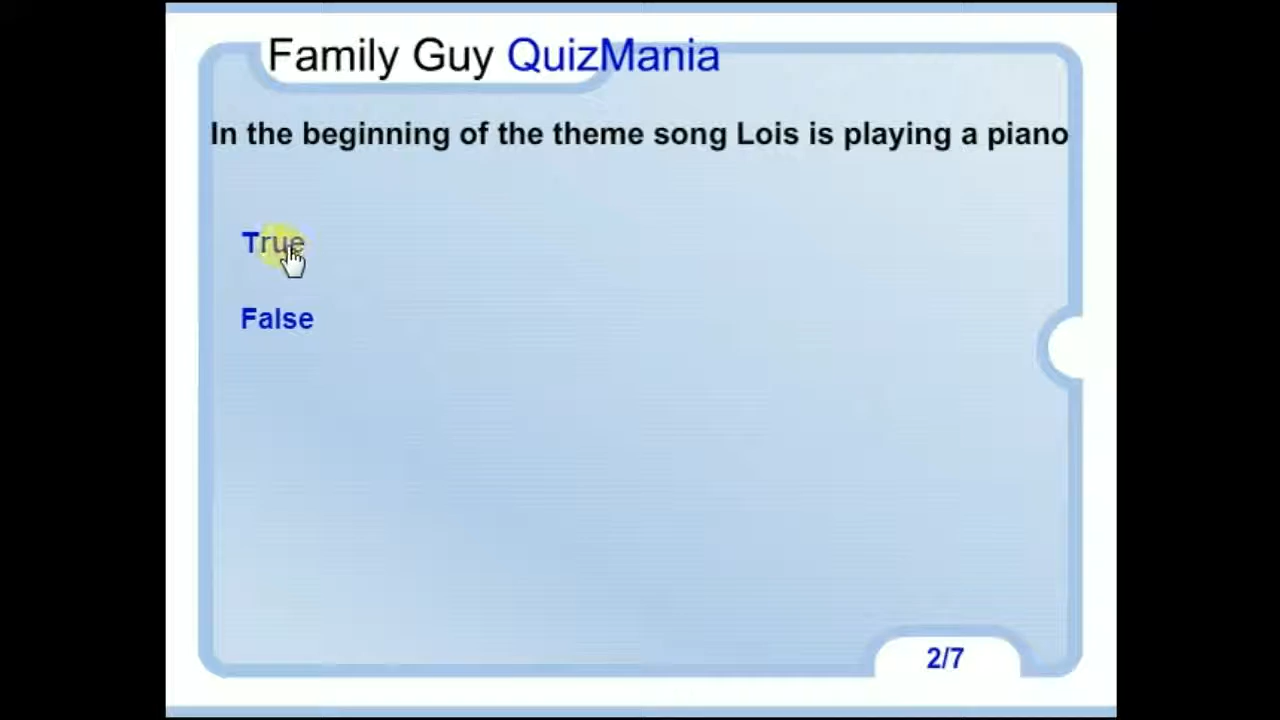 Family Guy QuizMania
In the beginning of the theme song Lois is playing a piano
True
False
2/7